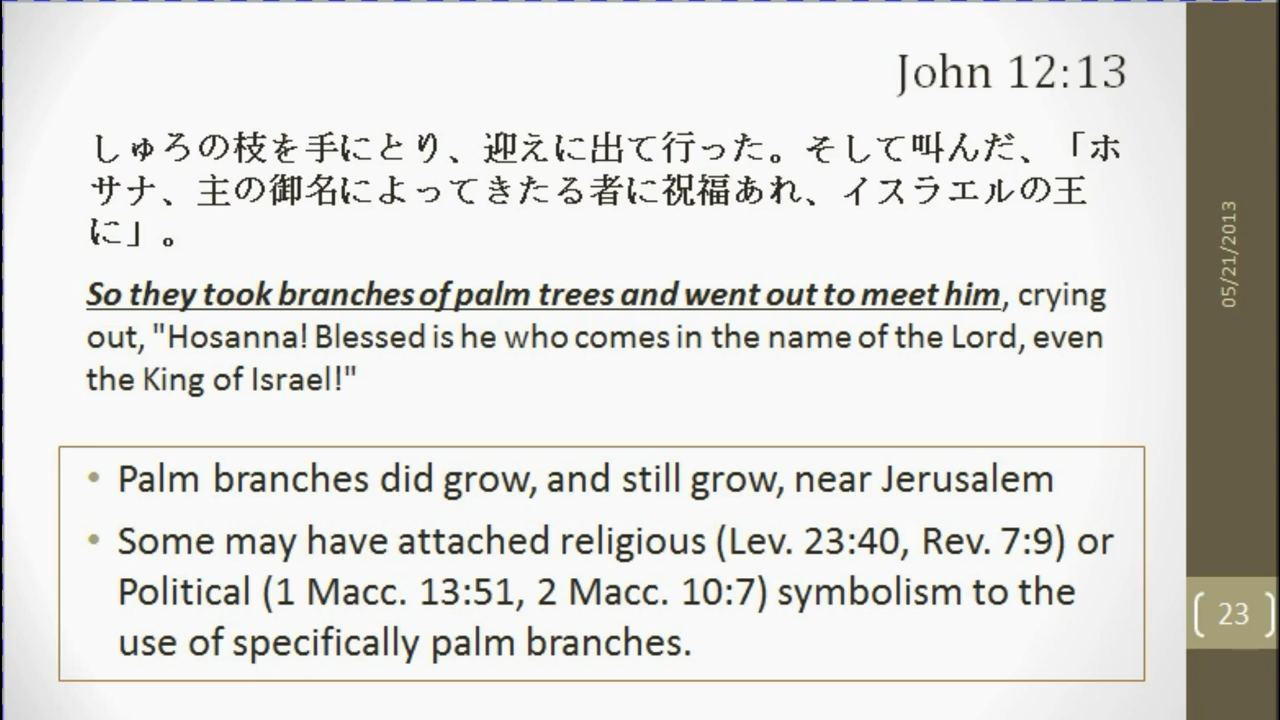 John 12:13
しゅろの枝を手にとり、迎えに出て行った。そして叫んだ、「ホ
サナ、主の御名によってきたる者に祝福あれ、イスラエルの王
に」。
So they took branches of palm trees and went out to meet him, crying
out, "Hosanna! Blessed is he who comes in the name of the Lord, even
the King of Israel!"
• Palm branches did grow, and still grow, near Jerusalem
• Some may have attached religious (Lev. 23:40, Rev. 7:9) or
Political (1 Macc. 13:51, 2 Macc. 10:7) symbolism to the
use of specifically palm branches.
05/21/2013
23